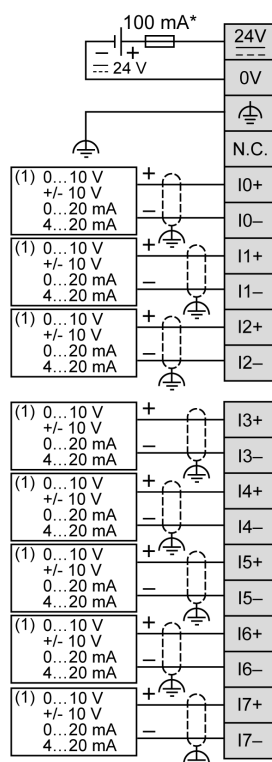 100 mA*
24V
– +
24 V
0V
N.C.
(1) 0...10 V
+/- 10 V
0...20 mA
4...20 mA
+
–
I0+
I0–
(1) 0...10 V
+/- 10 V
0...20 mA
4...20 mA
+
–
I1+
I1–
(1) 0...10 V
+/- 10 V
0...20 mA
4...20 mA
+
–
I2+
I2–
(1) 0...10 V
+/- 10 V
0...20 mA
4...20 mA
+
–
I3+
I3–
(1) 0...10 V
+/- 10 V
0...20 mA
4...20 mA
+
–
I4+
I4–
(1) 0...10 V
+/- 10 V
0...20 mA
4...20 mA
+
–
I5+
I5–
(1) 0...10 V
+/- 10 V
0...20 mA
4...20 mA
+
–
I6+
I6–
(1) 0...10 V
+/- 10 V
0...20 mA
4...20 mA
+
–
I7+
I7–